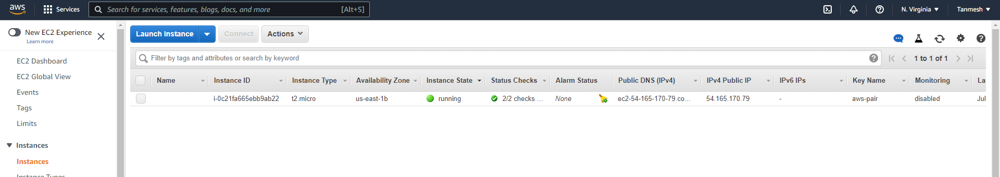 aws Services Search for services, features, blogs, docs, and more [Alt+S] N. Virginia Tanmesh
New EC2 Experience
Learn more
EC2 Dashboard
EC2 Global View
Events
Tags
Limits
Instances
Instances
Instance Types
Launch Instance Connect Actions
Filter by tags and attributes or search by keyword 1 to 1 of 1
Name Instance ID Instance Type Availability Zone Instance State Status Checks Alarm Status Public DNS (IPv4) IPv4 Public IP IPv6 IPs Key Name Monitoring La
i-0c21fa665ebb9ab22 t2.micro us-east-1b running 2/2 checks ... None ec2-54-165-170-79.co... 54.165.170.79 - aws-pair disabled Jul